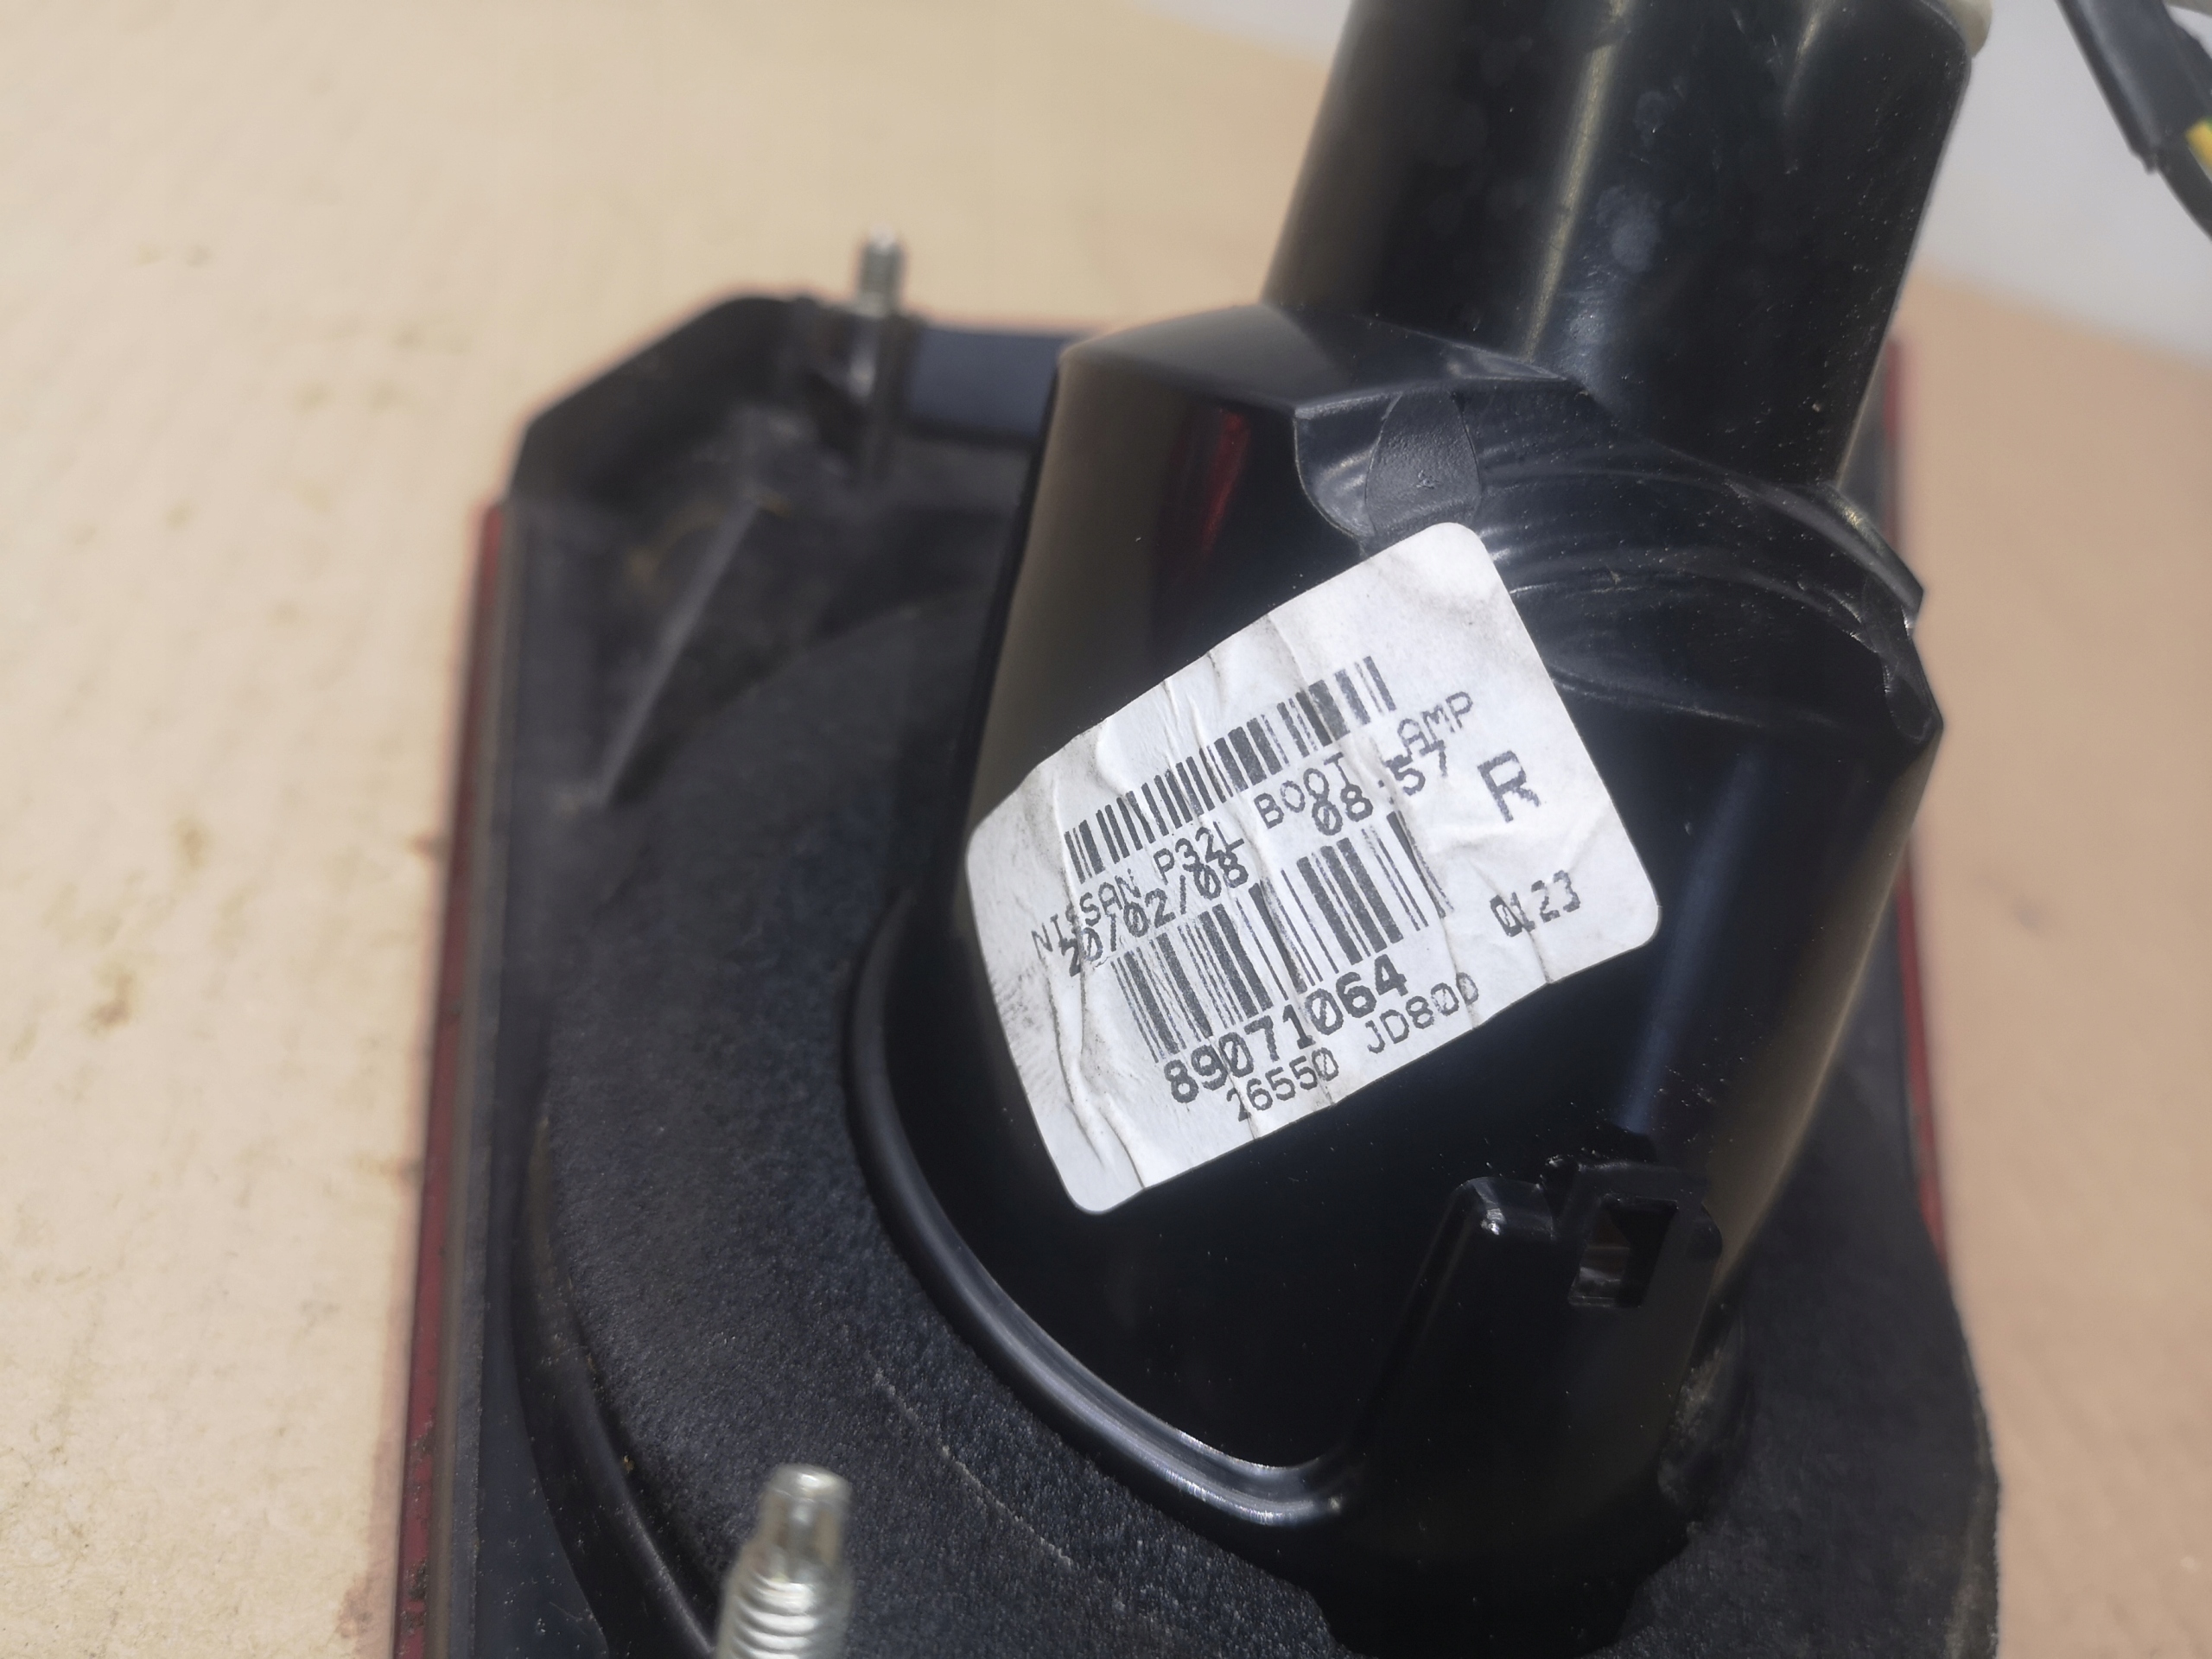 NISSAN P32L BOOT LAMP
20/02/08 08:57
R
0123
89071064
26550 JD800